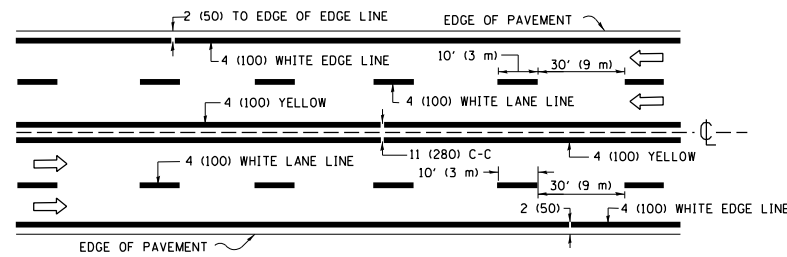 2 (50) TO EDGE OF EDGE LINE
EDGE OF PAVEMENT
4 (100) WHITE EDGE LINE
10' (3 m)
30' (9 m)
4 (100) YELLOW
4 (100) WHITE LANE LINE
CL
4 (100) WHITE LANE LINE
11 (280) C-C
4 (100) YELLOW
10' (3 m)
30' (9 m)
2 (50)
4 (100) WHITE EDGE LINE
EDGE OF PAVEMENT